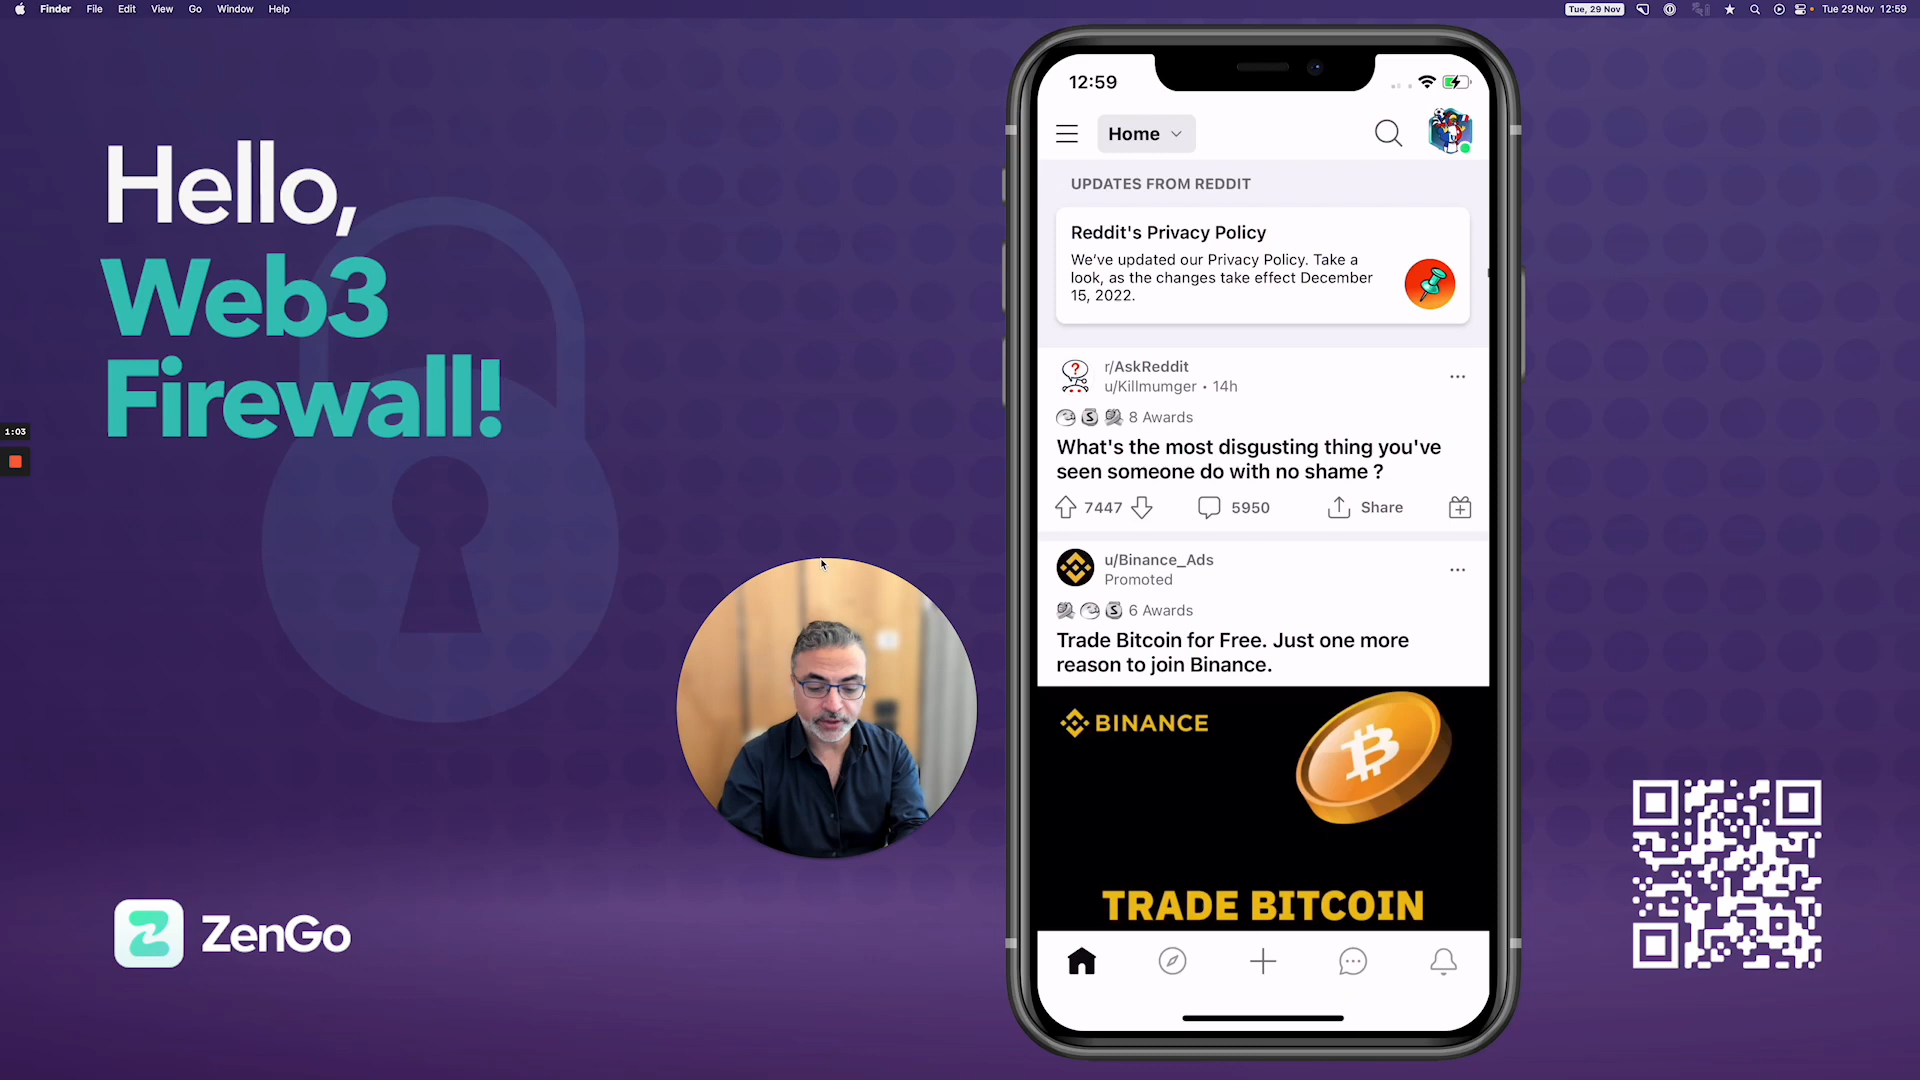 Finder File Edit View Go Window Help
Tue, 29 Nov
Tue 29 Nov 12:59
Hello,
Web3
Firewall!
1:03
ZenGo
12:59
Home
UPDATES FROM REDDIT
Reddit's Privacy Policy
We've updated our Privacy Policy. Take a
look, as the changes take effect December
15, 2022.
r/AskReddit
u/Killmumger • 14h
8 Awards
What's the most disgusting thing you've
seen someone do with no shame ?
7447
5950
Share
u/Binance_Ads
Promoted
6 Awards
Trade Bitcoin for Free. Just one more
reason to join Binance.
BINANCE
TRADE BITCOIN